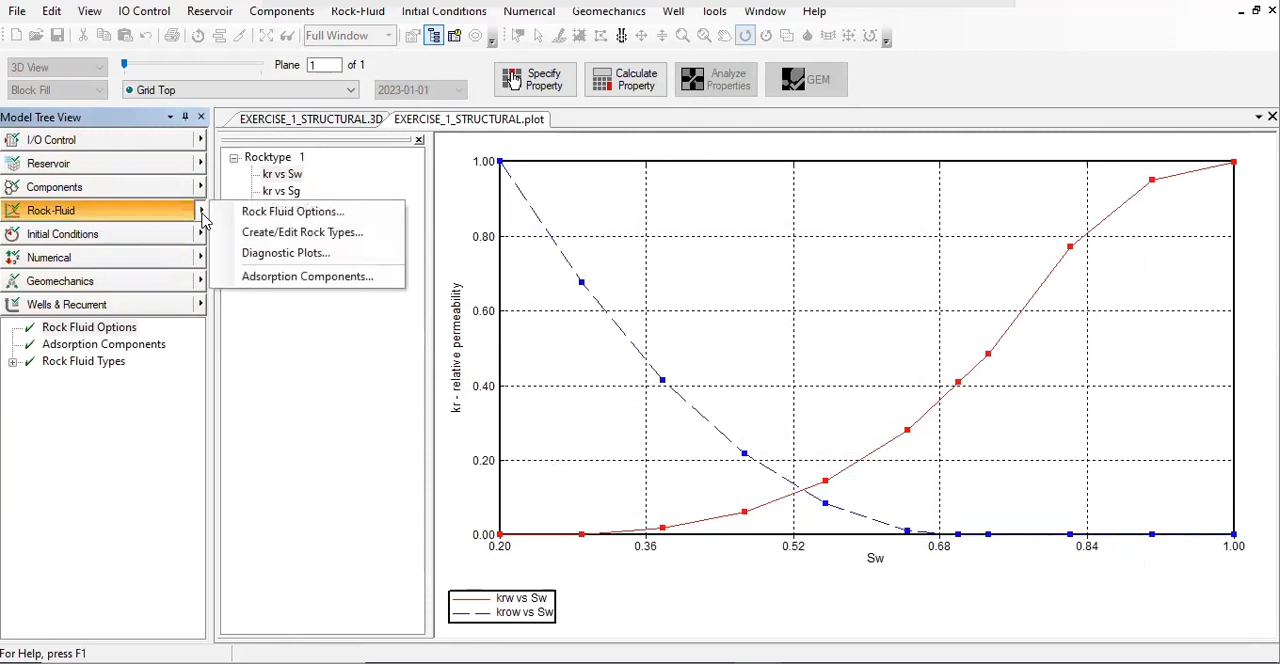 File Edit View IO Control Reservoir Components Rock-Fluid Initial Conditions Numerical Geomechanics Well Tools Window Help
Full Window
3D View
Plane 1 of 1
Block Fill
Grid Top
2023-01-01
Specify Property
Calculate Property
Analyze Properties
GEM
Model Tree View
I/O Control
Reservoir
Components
Rock-Fluid
Initial Conditions
Numerical
Geomechanics
Wells & Recurrent
Rock Fluid Options
Adsorption Components
Rock Fluid Types
Rock Fluid Options...
Create/Edit Rock Types...
Diagnostic Plots...
Adsorption Components...
EXERCISE_1_STRUCTURAL.3D
EXERCISE_1_STRUCTURAL.plot
Rocktype 1
kr vs Sw
kr vs Sg
1.00
0.80
0.60
0.40
0.20
0.00
kr - relative permeability
0.20 0.36 0.52 0.68 0.84 1.00
Sw
krw vs Sw
krow vs Sw
For Help, press F1